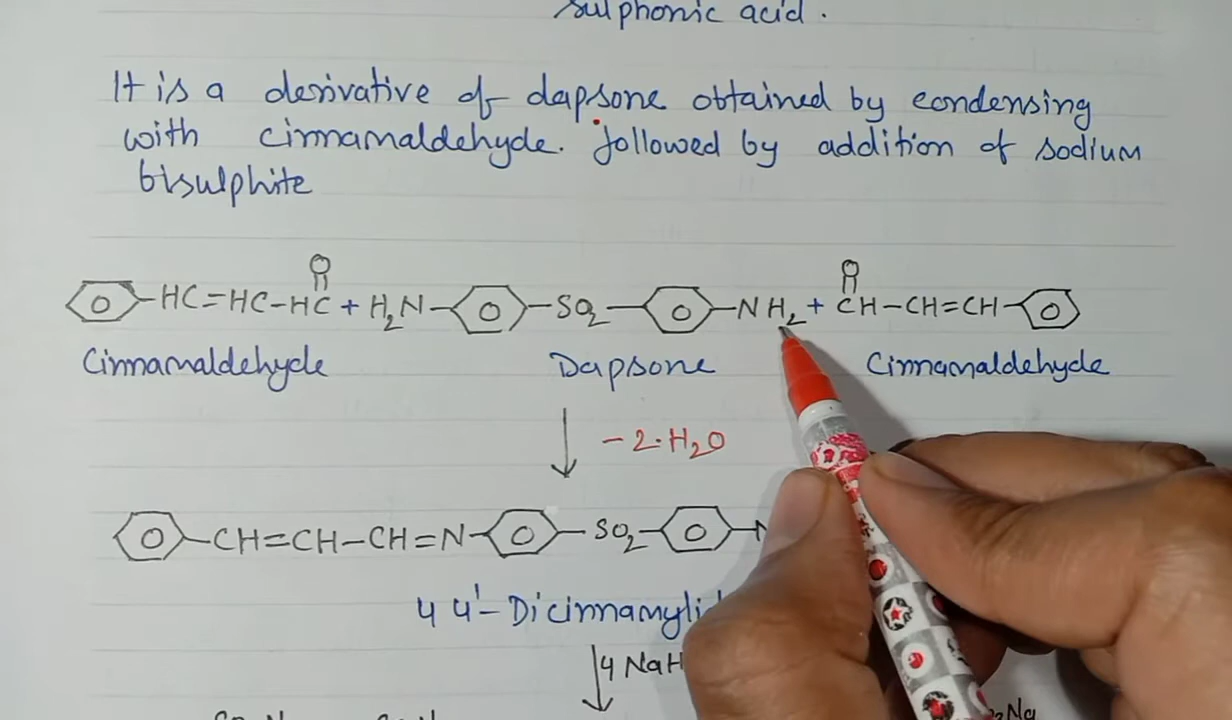 sulphonic acid.
It is a derivative of dapsone obtained by condensing
with cinnamaldehyde. followed by addition of sodium
bisulphite
HC=HC-HC=O + H₂N-SO₂-NH₂ + O=CH-CH=CH
Cinnamaldehyde Dapsone Cinnamaldehyde
-2·H₂O
CH=CH-CH=N-SO₂-N
4 4'-Dicinnamylid
4 NaH